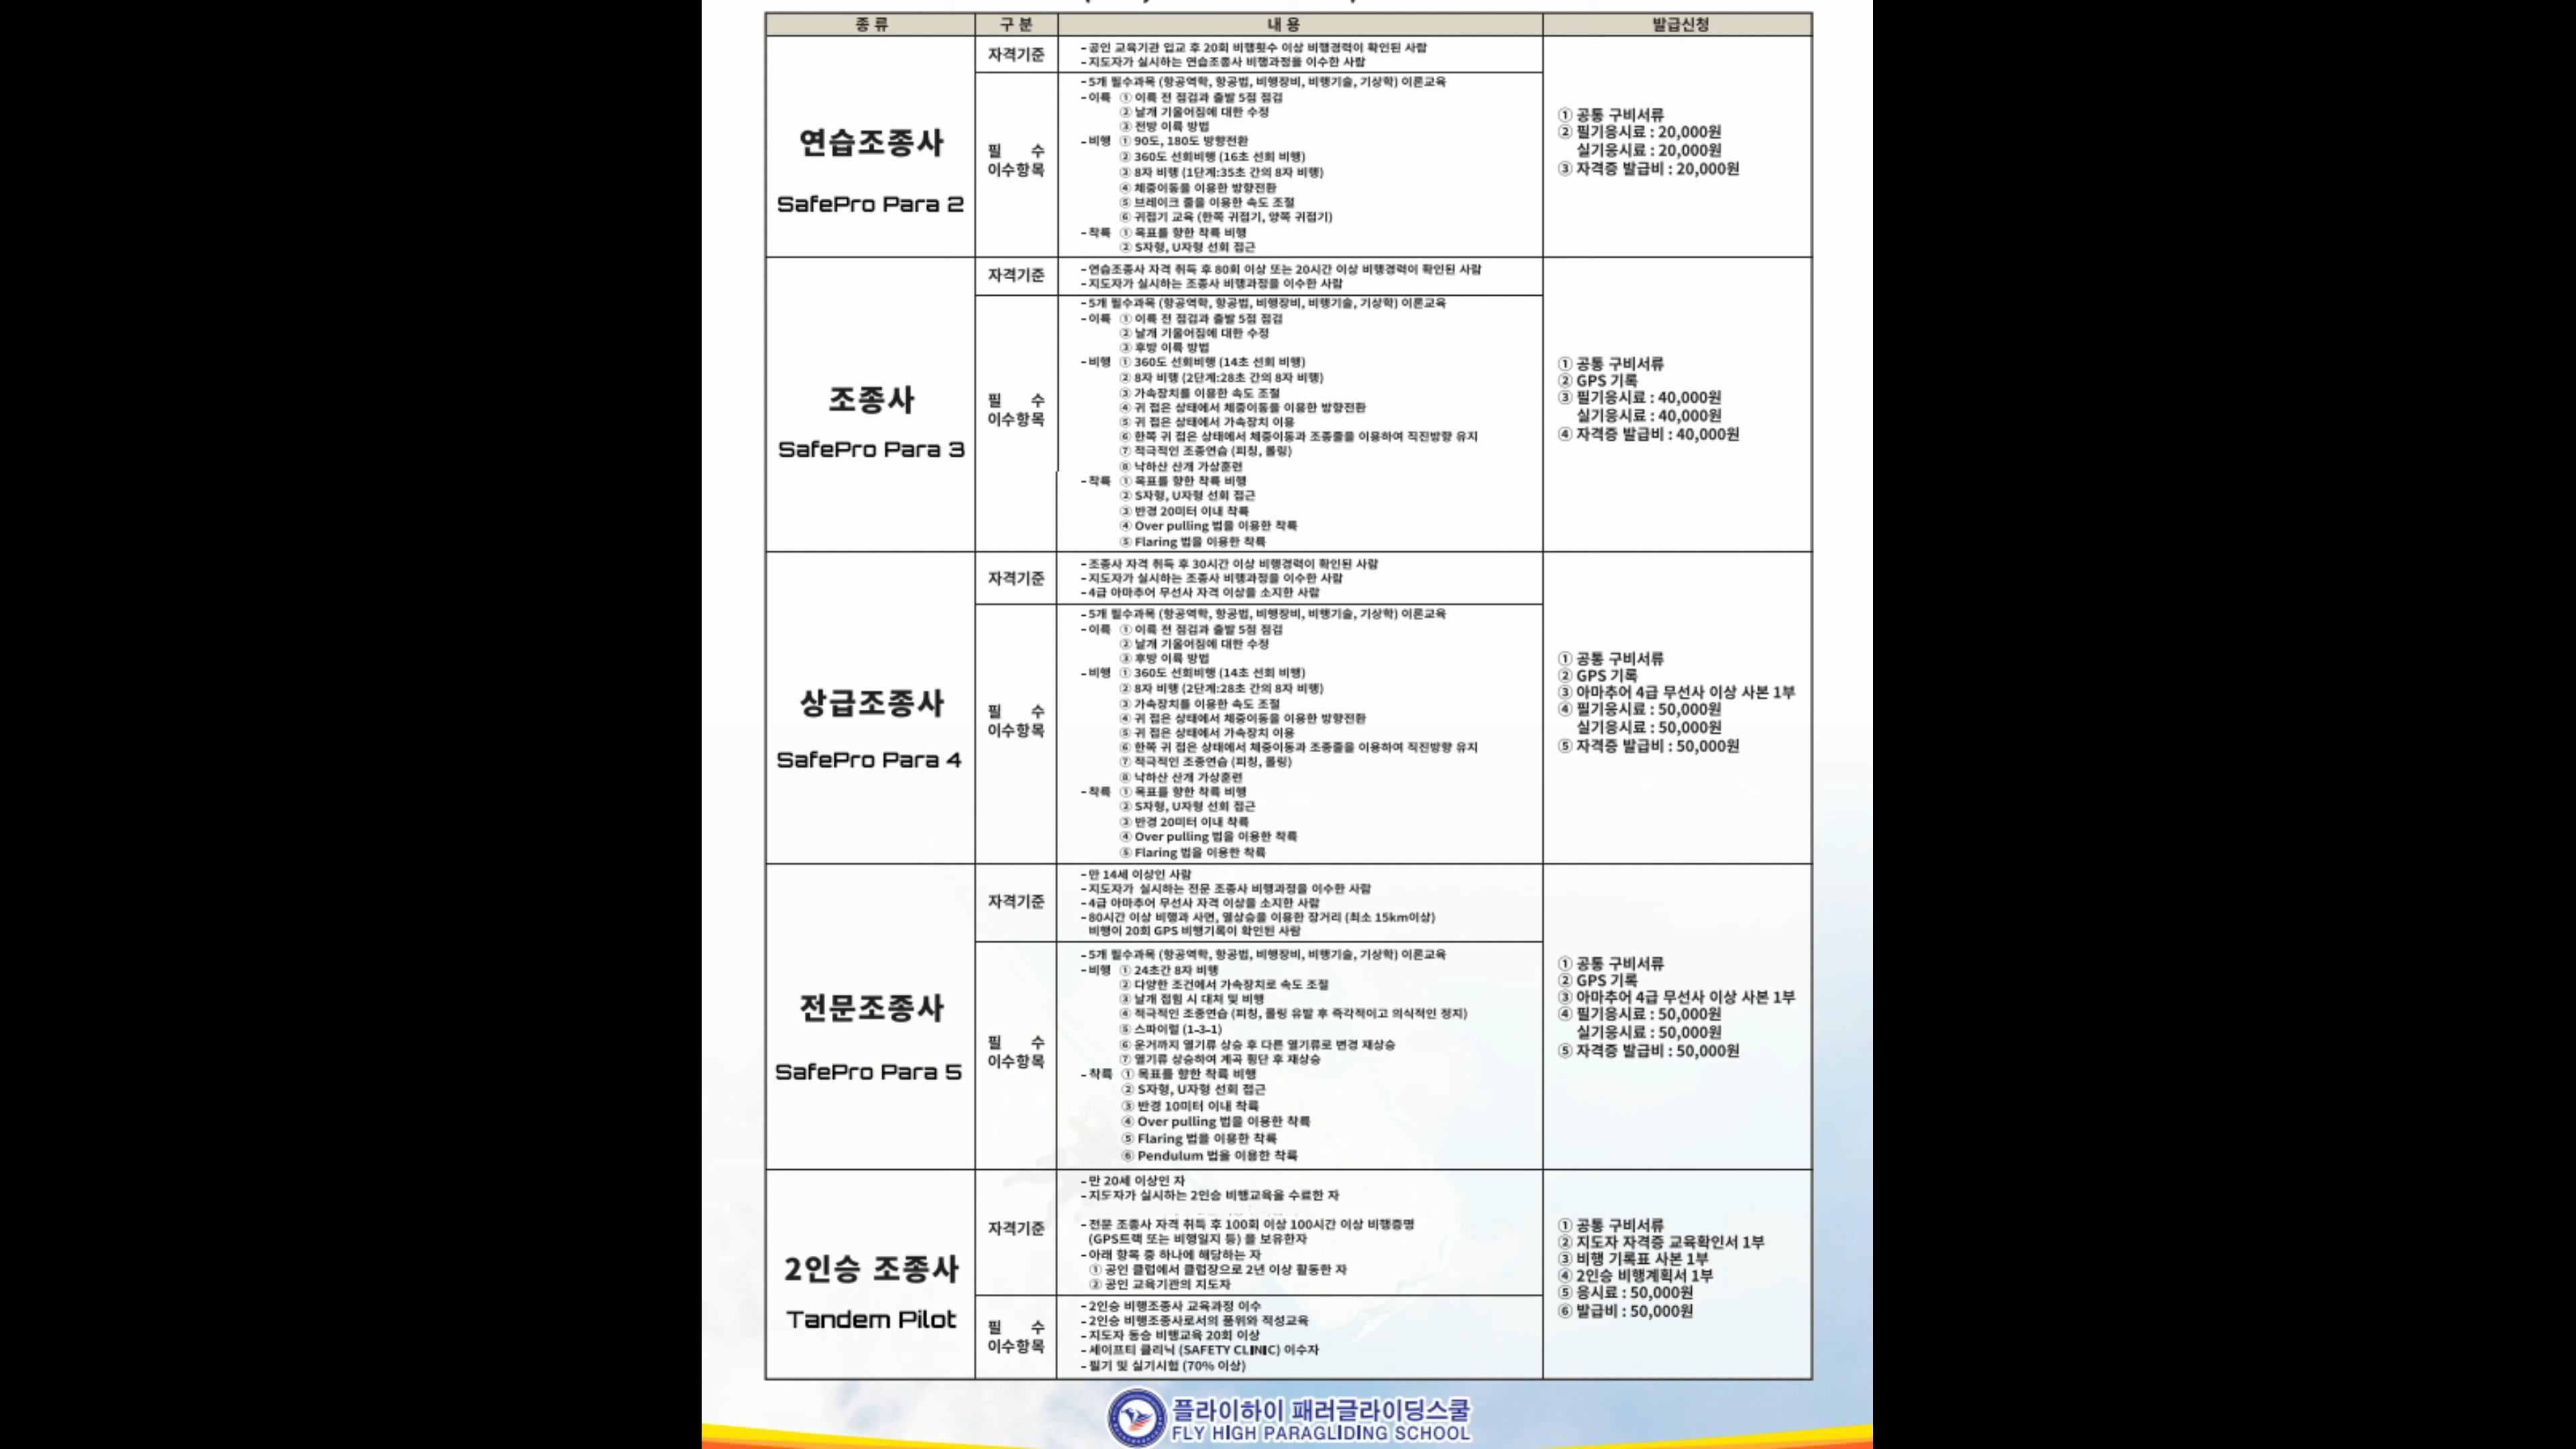 종 류
구 분
내 용
발급신청
연습조종사
SafePro Para 2
자격기준
- 공인 교육기관 입교 후 20회 비행횟수 이상 비행경력이 확인된 사람
- 지도자가 실시하는 연습조종사 비행과정을 이수한 사람
필 수
이수항목
- 5개 필수과목 (항공역학, 항공법, 비행장비, 비행기술, 기상학) 이론교육
- 이륙 ① 이륙 전 점검과 출발 5점 점검
② 날개 기울어짐에 대한 수정
③ 전방 이륙 방법
- 비행 ① 90도, 180도 방향전환
② 360도 선회비행 (16초 선회 비행)
③ 8자 비행 (1단계:35초 간의 8자 비행)
④ 체중이동을 이용한 방향전환
⑤ 브레이크 줄을 이용한 속도 조절
⑥ 귀접기 교육 (한쪽 귀접기, 양쪽 귀접기)
- 착륙 ① 목표를 향한 착륙 비행
② S자형, U자형 선회 접근
① 공통 구비서류
② 필기응시료 : 20,000원
실기응시료 : 20,000원
③ 자격증 발급비 : 20,000원
조종사
SafePro Para 3
자격기준
- 연습조종사 자격 취득 후 80회 이상 또는 20시간 이상 비행경력이 확인된 사람
- 지도자가 실시하는 조종사 비행과정을 이수한 사람
필 수
이수항목
- 5개 필수과목 (항공역학, 항공법, 비행장비, 비행기술, 기상학) 이론교육
- 이륙 ① 이륙 전 점검과 출발 5점 점검
② 날개 기울어짐에 대한 수정
③ 후방 이륙 방법
- 비행 ① 360도 선회비행 (14초 선회 비행)
② 8자 비행 (2단계:28초 간의 8자 비행)
③ 가속장치를 이용한 속도 조절
④ 귀 접은 상태에서 체중이동을 이용한 방향전환
⑤ 귀 접은 상태에서 가속장치 이용
⑥ 한쪽 귀 접은 상태에서 체중이동과 조종줄을 이용하여 직진방향 유지
⑦ 적극적인 조종연습 (피칭, 롤링)
⑧ 낙하산 산개 가상훈련
- 착륙 ① 목표를 향한 착륙 비행
② S자형, U자형 선회 접근
③ 반경 20미터 이내 착륙
④ Over pulling 법을 이용한 착륙
⑤ Flaring 법을 이용한 착륙
① 공통 구비서류
② GPS 기록
③ 필기응시료 : 40,000원
실기응시료 : 40,000원
④ 자격증 발급비 : 40,000원
상급조종사
SafePro Para 4
자격기준
- 조종사 자격 취득 후 30시간 이상 비행경력이 확인된 사람
- 지도자가 실시하는 조종사 비행과정을 이수한 사람
- 4급 아마추어 무선사 자격 이상을 소지한 사람
필 수
이수항목
- 5개 필수과목 (항공역학, 항공법, 비행장비, 비행기술, 기상학) 이론교육
- 이륙 ① 이륙 전 점검과 출발 5점 점검
② 날개 기울어짐에 대한 수정
③ 후방 이륙 방법
- 비행 ① 360도 선회비행 (14초 선회 비행)
② 8자 비행 (2단계:28초 간의 8자 비행)
③ 가속장치를 이용한 속도 조절
④ 귀 접은 상태에서 체중이동을 이용한 방향전환
⑤ 귀 접은 상태에서 가속장치 이용
⑥ 한쪽 귀 접은 상태에서 체중이동과 조종줄을 이용하여 직진방향 유지
⑦ 적극적인 조종연습 (피칭, 롤링)
⑧ 낙하산 산개 가상훈련
- 착륙 ① 목표를 향한 착륙 비행
② S자형, U자형 선회 접근
③ 반경 20미터 이내 착륙
④ Over pulling 법을 이용한 착륙
⑤ Flaring 법을 이용한 착륙
① 공통 구비서류
② GPS 기록
③ 아마추어 4급 무선사 이상 사본 1부
④ 필기응시료 : 50,000원
실기응시료 : 50,000원
⑤ 자격증 발급비 : 50,000원
전문조종사
SafePro Para 5
자격기준
- 만 14세 이상인 사람
- 지도자가 실시하는 전문 조종사 비행과정을 이수한 사람
- 4급 아마추어 무선사 자격 이상을 소지한 사람
- 80시간 이상 비행과 사면, 열상승을 이용한 장거리 (최소 15km이상)
비행이 20회 GPS 비행기록이 확인된 사람
필 수
이수항목
- 5개 필수과목 (항공역학, 항공법, 비행장비, 비행기술, 기상학) 이론교육
- 비행 ① 24초간 8자 비행
② 다양한 조건에서 가속장치로 속도 조절
③ 날개 접힘 시 대처 및 비행
④ 적극적인 조종연습 (피칭, 롤링 유발 후 즉각적이고 의식적인 정지)
⑤ 스파이럴 (1-3-1)
⑥ 운저까지 열기류 상승 후 다른 열기류로 변경 재상승
⑦ 열기류 상승하여 계곡 횡단 후 재상승
- 착륙 ① 목표를 향한 착륙 비행
② S자형, U자형 선회 접근
③ 반경 10미터 이내 착륙
④ Over pulling 법을 이용한 착륙
⑤ Flaring 법을 이용한 착륙
⑥ Pendulum 법을 이용한 착륙
① 공통 구비서류
② GPS 기록
③ 아마추어 4급 무선사 이상 사본 1부
④ 필기응시료 : 50,000원
실기응시료 : 50,000원
⑤ 자격증 발급비 : 50,000원
2인승 조종사
Tandem Pilot
자격기준
- 만 20세 이상인 자
- 지도자가 실시하는 2인승 비행교육을 수료한 자
- 전문 조종사 자격 취득 후 100회 이상 100시간 이상 비행증명
(GPS트랙 또는 비행일지 등) 을 보유한자
- 아래 항목 중 하나에 해당하는 자
① 공인 클럽에서 클럽장으로 2년 이상 활동한 자
② 공인 교육기관의 지도자
필 수
이수항목
- 2인승 비행조종사 교육과정 이수
- 2인승 비행조종사로서의 품위와 적성교육
- 지도자 동승 비행교육 20회 이상
- 세이프티 클리닉 (SAFETY CLINIC) 이수자
- 필기 및 실기시험 (70% 이상)
① 공통 구비서류
② 지도자 자격증 교육확인서 1부
③ 비행 기록표 사본 1부
④ 2인승 비행계획서 1부
⑤ 응시료 : 50,000원
⑥ 발급비 : 50,000원
플라이하이 패러글라이딩스쿨
FLY HIGH PARAGLIDING SCHOOL